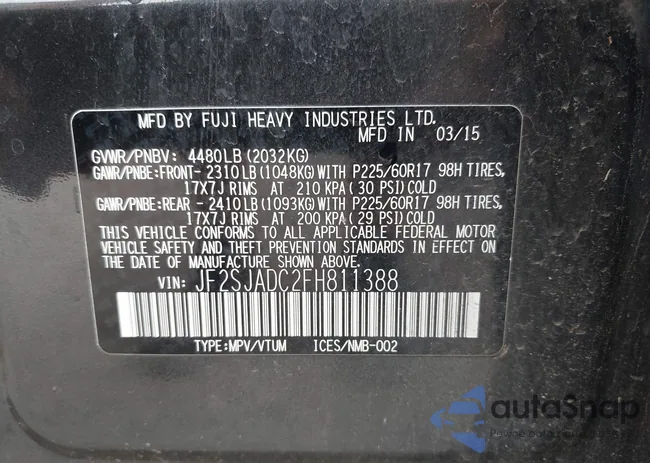 MFD BY FUJI HEAVY INDUSTRIES LTD.
MFD IN 03/15
GVWR/PNBV: 4480LB(2032KG)
GAWR/PNBE:FRONT- 2310LB(1048KG)WITH P225/60R17 98H TIRES,
17X7J RIMS AT 210 KPA(30 PSI)COLD
GAWR/PNBE:REAR - 2410LB(1093KG)WITH P225/60R17 98H TIRES,
17X7J RIMS AT 200 KPA(29 PSI)COLD
THIS VEHICLE CONFORMS TO ALL APPLICABLE FEDERAL MOTOR
VEHICLE SAFETY AND THEFT PREVENTION STANDARDS IN EFFECT ON
THE DATE OF MANUFACTURE SHOWN ABOVE.
VIN: JF2SJADC2FH811388
TYPE:MPV/VTUM ICES/NMB-002
autaSnap